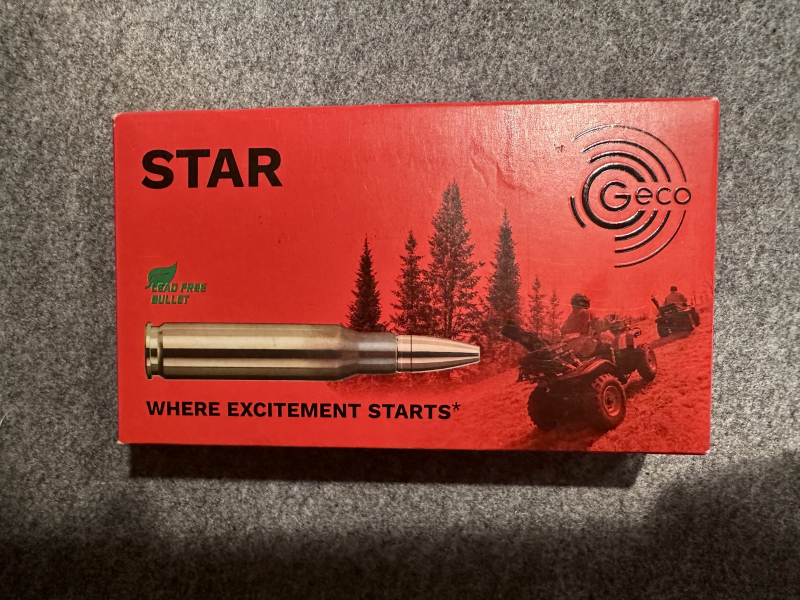 STAR
Geco
LEAD FREE
BULLET
WHERE EXCITEMENT STARTS*